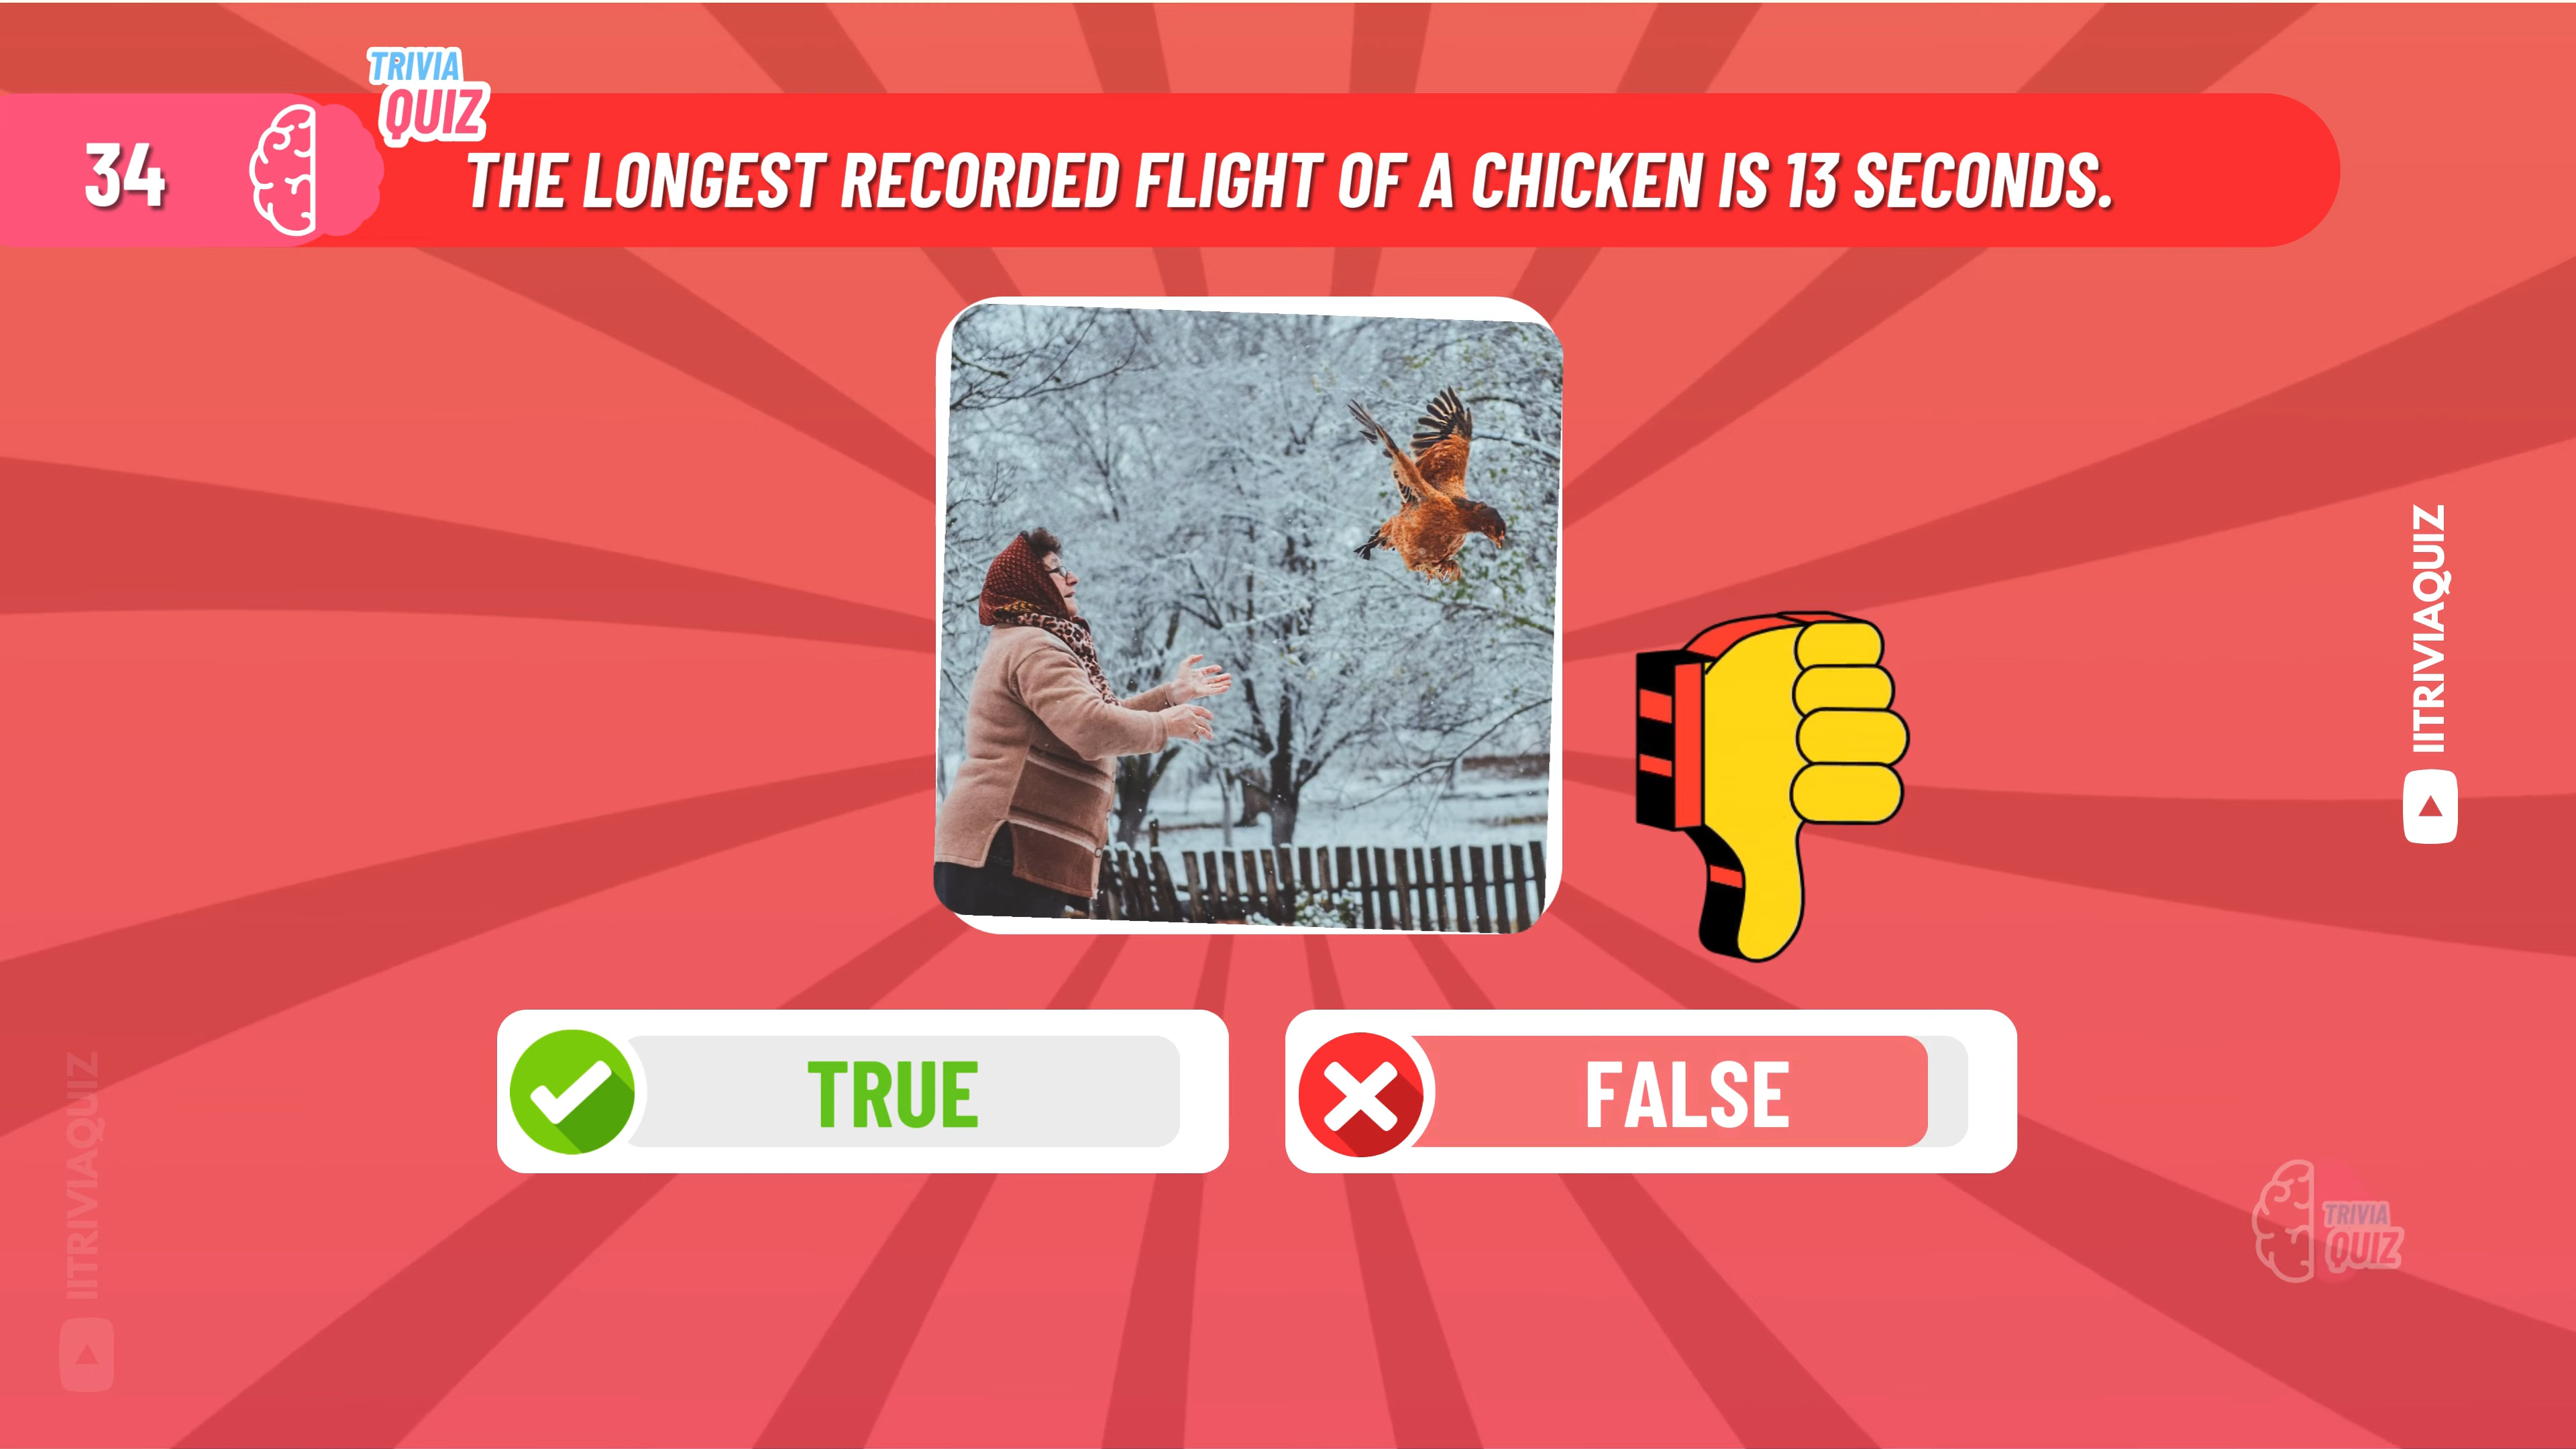 TRIVIA
QUIZ
34
THE LONGEST RECORDED FLIGHT OF A CHICKEN IS 13 SECONDS.
IITRIVIAQUIZ
TRUE
FALSE
IITRIVIAQUIZ
TRIVIA
QUIZ